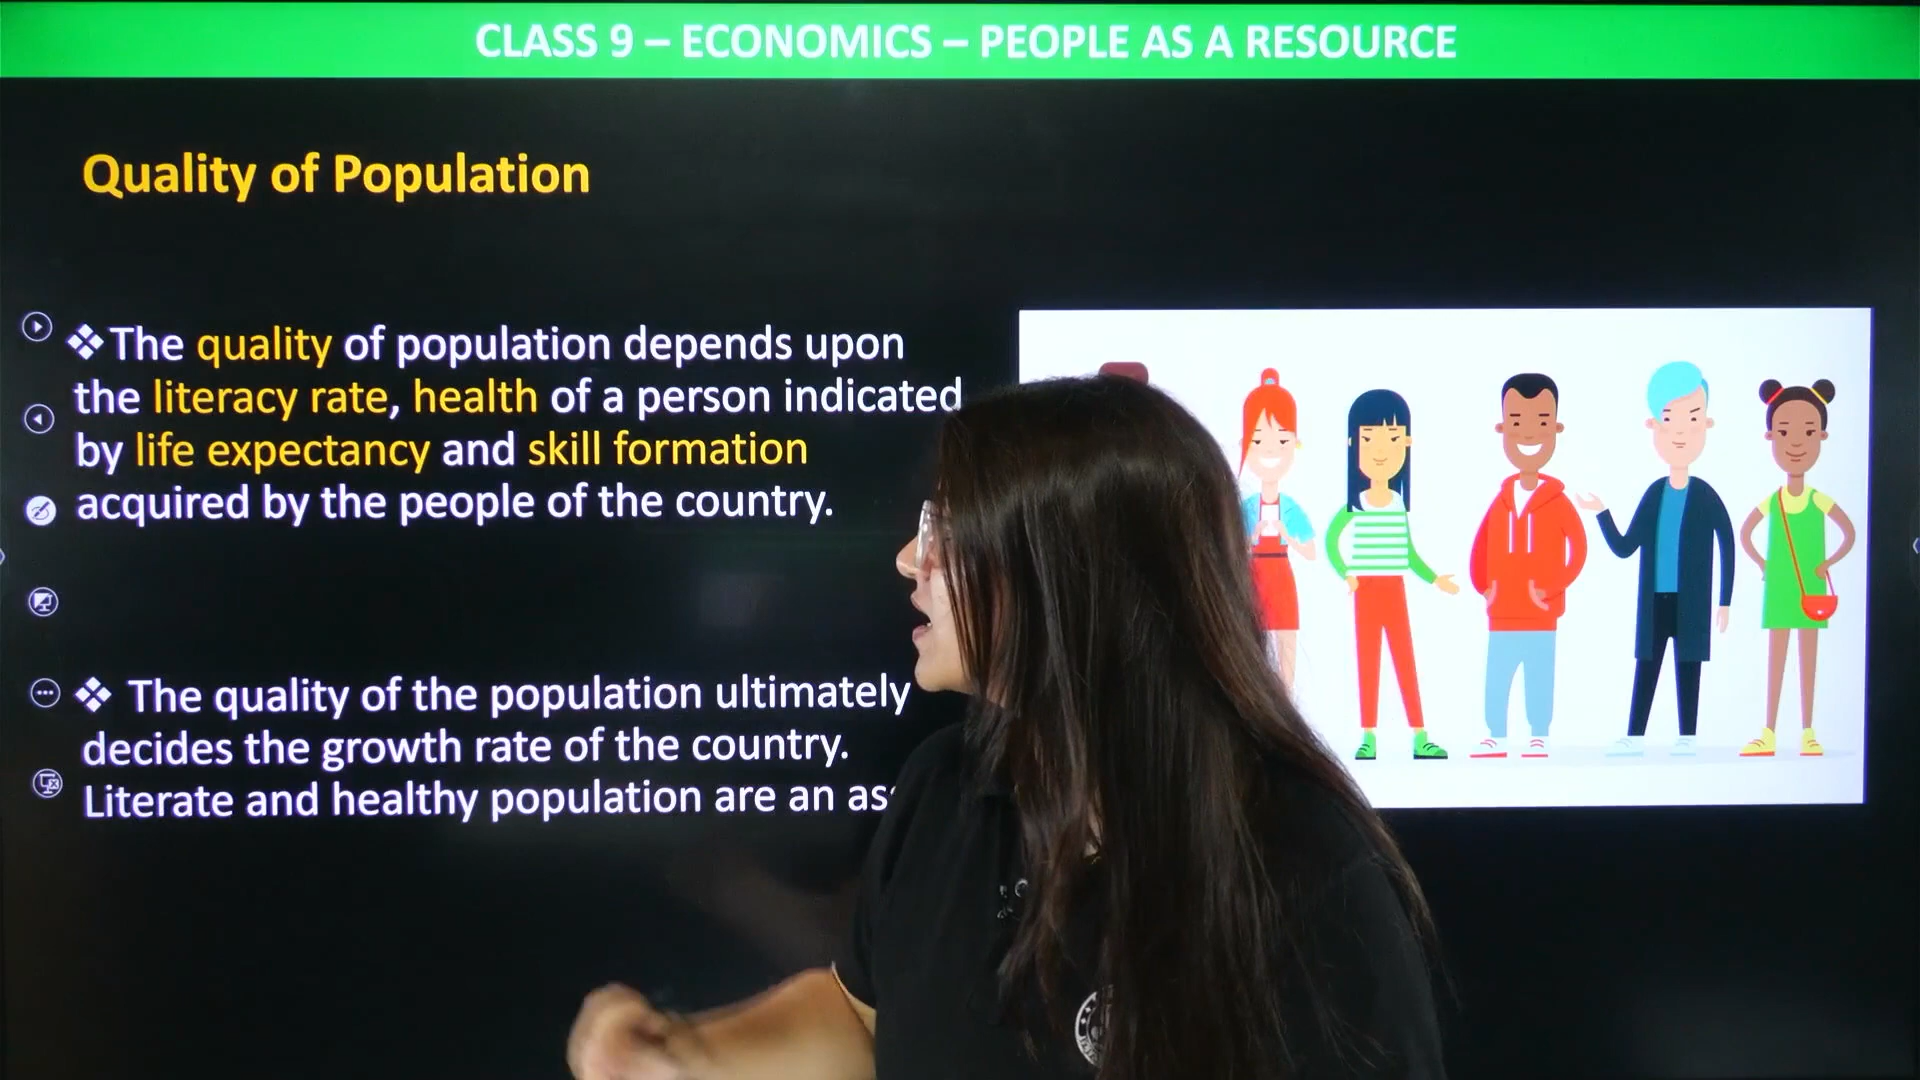 CLASS 9 – ECONOMICS – PEOPLE AS A RESOURCE
Quality of Population
❖The quality of population depends upon
the literacy rate, health of a person indicated
by life expectancy and skill formation
acquired by the people of the country.
❖ The quality of the population ultimately
decides the growth rate of the country.
Literate and healthy population are an